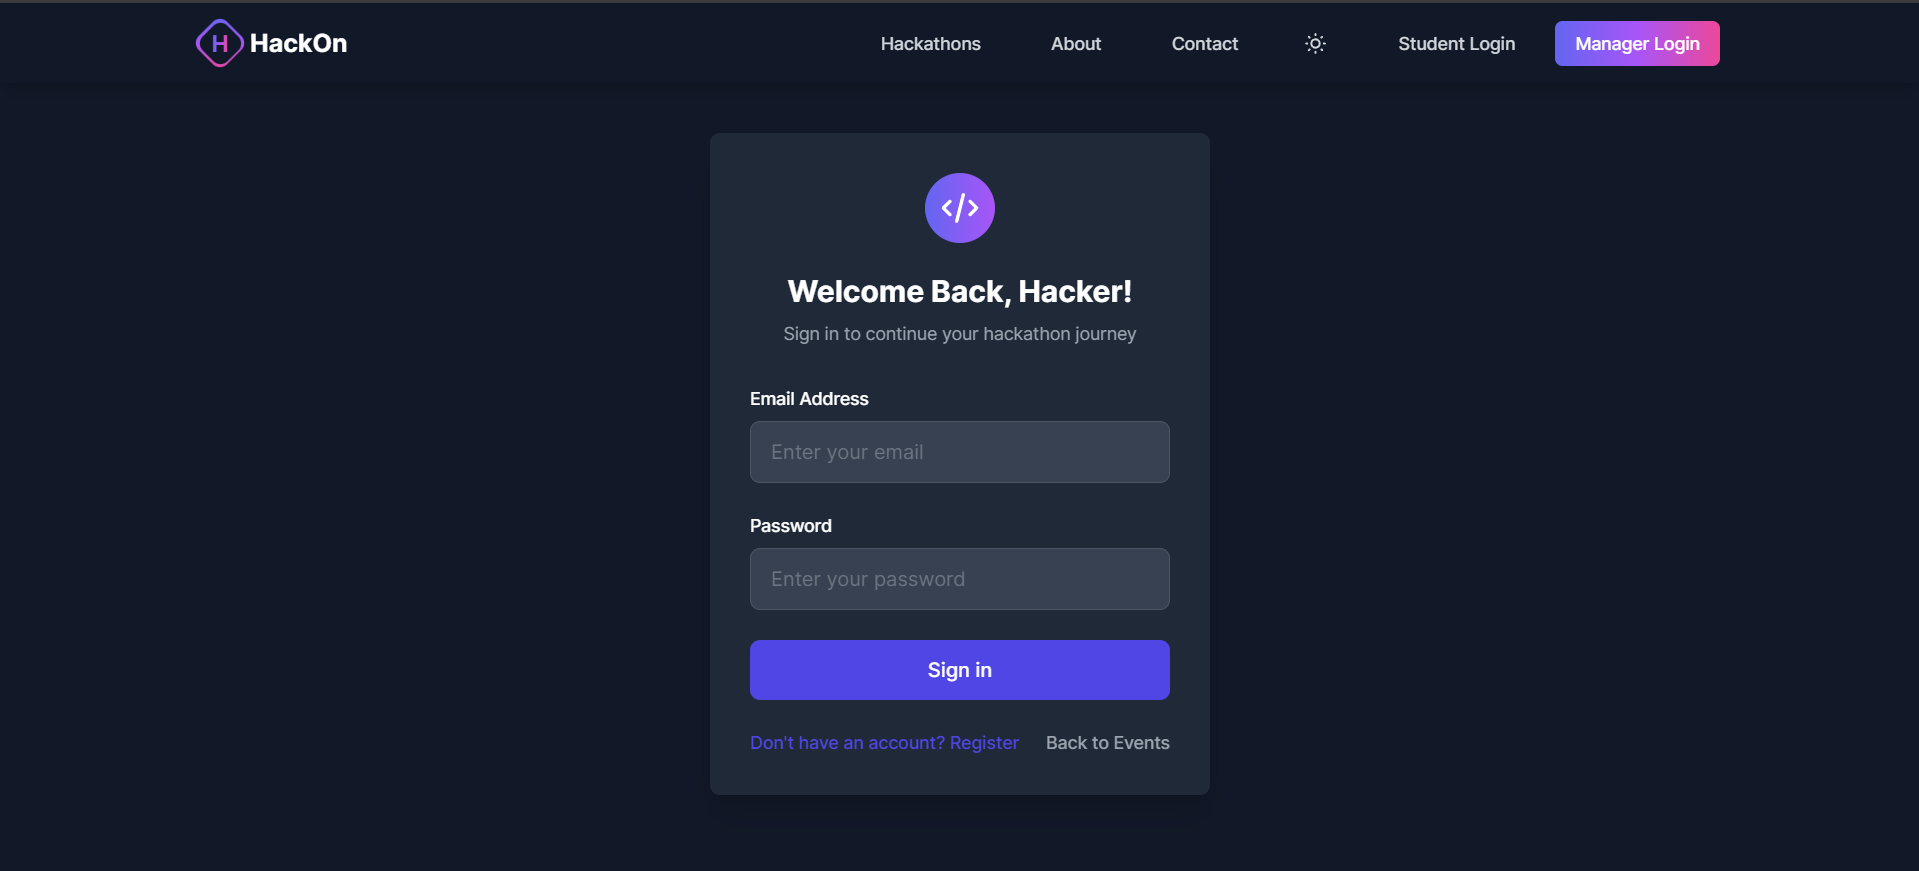 H HackOn Hackathons About Contact Student Login Manager Login
</>
Welcome Back, Hacker!
Sign in to continue your hackathon journey
Email Address
Enter your email
Password
Enter your password
Sign in
Don't have an account? Register Back to Events